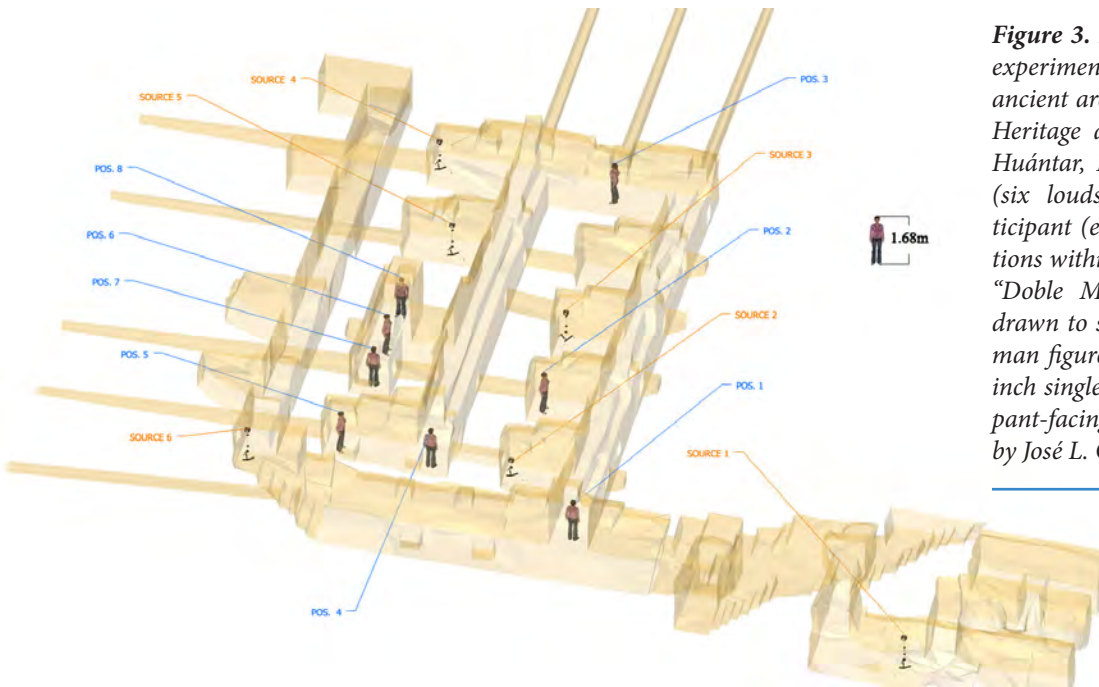 Figure 3.
experimen
ancient ar
Heritage a
Huántar,
(six louds
ticipant (e
tions withi
"Doble M
drawn to s
man figure
inch single
pant-facing
by José L.
SOURCE 4
POS. 3
SOURCE 5
SOURCE 3
POS. 8
POS. 6
POS. 2
1.68m
POS. 7
SOURCE 2
POS. 5
POS. 1
SOURCE 6
SOURCE 1
POS. 4